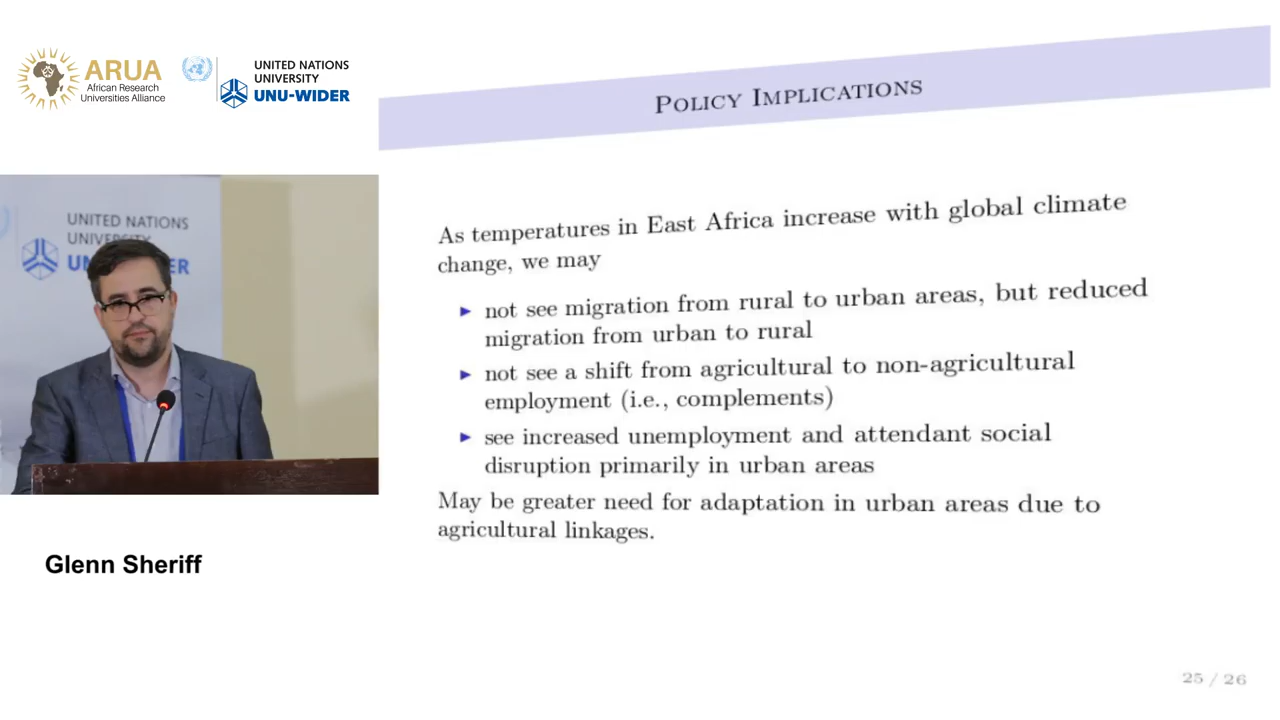 ARUA
African Research
Universities Alliance
UNITED NATIONS
UNIVERSITY
UNU-WIDER
POLICY IMPLICATIONS
UNITED NATIONS
UNIVERSITY
WIDER
As temperatures in East Africa increase with global climate
change, we may
▶ not see migration from rural to urban areas, but reduced
migration from urban to rural
▶ not see a shift from agricultural to non-agricultural
employment (i.e., complements)
▶ see increased unemployment and attendant social
disruption primarily in urban areas
May be greater need for adaptation in urban areas due to
agricultural linkages.
Glenn Sheriff
25 / 26